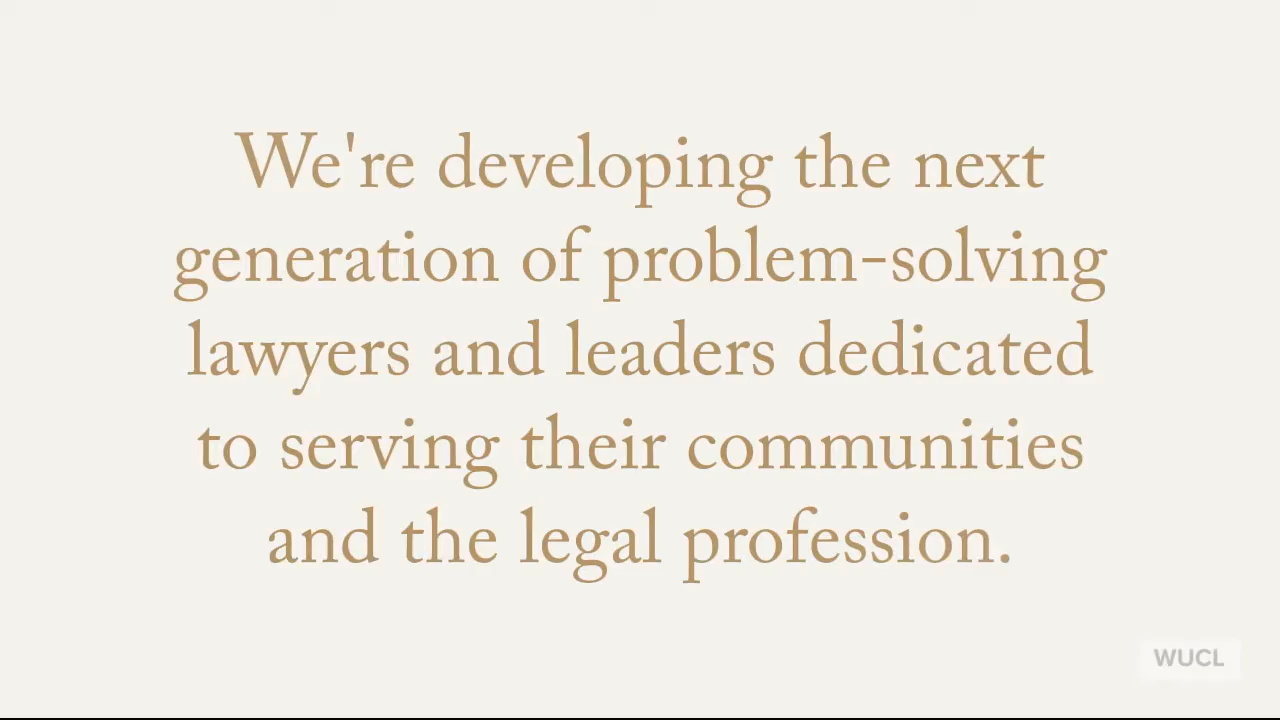 We're developing the next
generation of problem-solving
lawyers and leaders dedicated
to serving their communities
and the legal profession.
WUCL